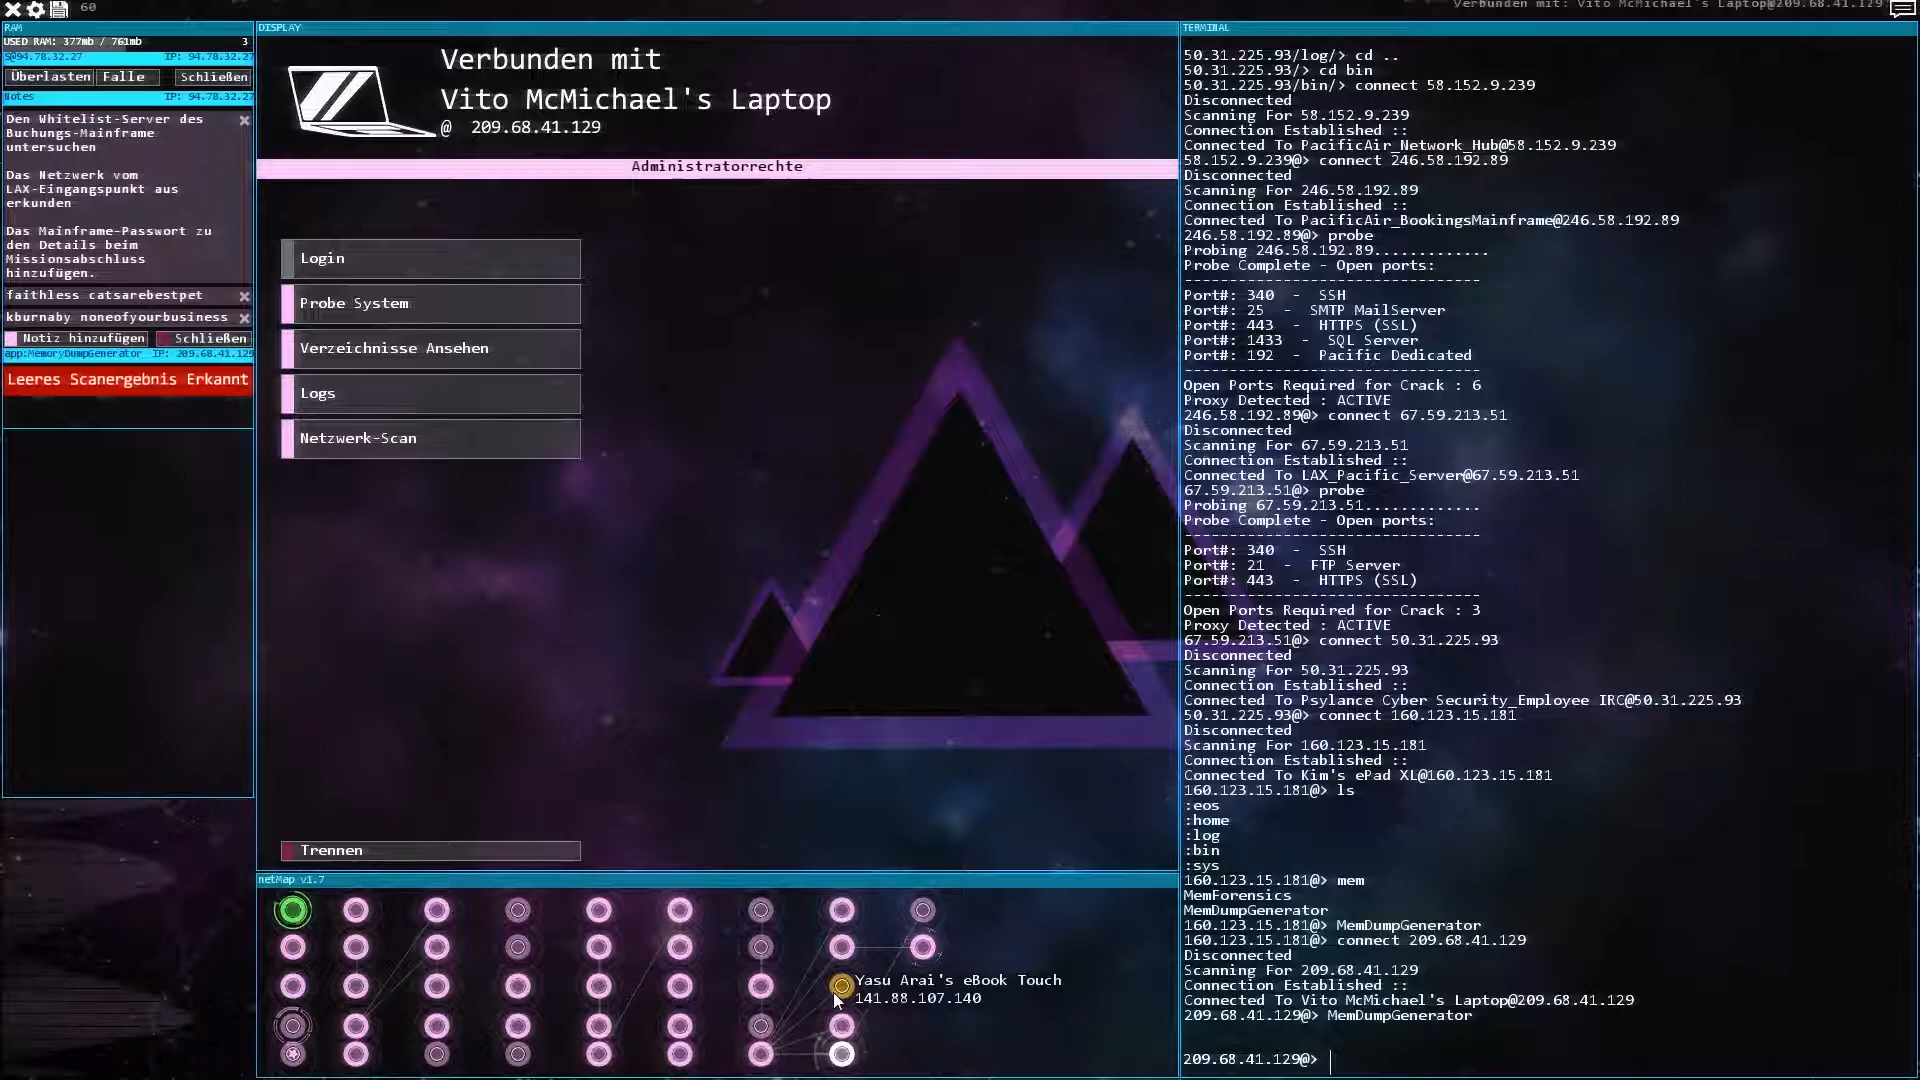 60
Verbunden mit: Vito McMichael's Laptop@209.68.41.129
RAM
USED RAM: 377mb / 761mb 3
S@94.78.32.27 IP: 94.78.32.27
Überlasten Falle Schließen
Notes IP: 94.78.32.27
Den Whitelist-Server des
Buchungs-Mainframe
untersuchen
Das Netzwerk vom
LAX-Eingangspunkt aus
erkunden
Das Mainframe-Passwort zu
den Details beim
Missionsabschluss
hinzufügen.
faithless catsarebestpet
kburnaby noneofyourbusiness
Notiz hinzufügen Schließen
app:MemoryDumpGenerator IP: 209.68.41.129
Leeres Scanergebnis Erkannt
DISPLAY
Verbunden mit
Vito McMichael's Laptop
@ 209.68.41.129
Administratorrechte
Login
Probe System
Verzeichnisse Ansehen
Logs
Netzwerk-Scan
Trennen
netMap v1.7
Yasu Arai's eBook Touch
141.88.107.140
TERMINAL
50.31.225.93/log/> cd ..
50.31.225.93/> cd bin
50.31.225.93/bin/> connect 58.152.9.239
Disconnected
Scanning For 58.152.9.239
Connection Established ::
Connected To PacificAir_Network_Hub@58.152.9.239
58.152.9.239@> connect 246.58.192.89
Disconnected
Scanning For 246.58.192.89
Connection Established ::
Connected To PacificAir_BookingsMainframe@246.58.192.89
246.58.192.89@> probe
Probing 246.58.192.89.............
Probe Complete - Open ports:
---------------------------------
Port#: 340 - SSH
Port#: 25 - SMTP MailServer
Port#: 443 - HTTPS (SSL)
Port#: 1433 - SQL Server
Port#: 192 - Pacific Dedicated
---------------------------------
Open Ports Required for Crack : 6
Proxy Detected : ACTIVE
246.58.192.89@> connect 67.59.213.51
Disconnected
Scanning For 67.59.213.51
Connection Established ::
Connected To LAX_Pacific_Server@67.59.213.51
67.59.213.51@> probe
Probing 67.59.213.51.............
Probe Complete - Open ports:
---------------------------------
Port#: 340 - SSH
Port#: 21 - FTP Server
Port#: 443 - HTTPS (SSL)
---------------------------------
Open Ports Required for Crack : 3
Proxy Detected : ACTIVE
67.59.213.51@> connect 50.31.225.93
Disconnected
Scanning For 50.31.225.93
Connection Established ::
Connected To Psylance Cyber Security_Employee IRC@50.31.225.93
50.31.225.93@> connect 160.123.15.181
Disconnected
Scanning For 160.123.15.181
Connection Established ::
Connected To Kim's ePad XL@160.123.15.181
160.123.15.181@> ls
:eos
:home
:log
:bin
:sys
160.123.15.181@> mem
MemForensics
MemDumpGenerator
160.123.15.181@> MemDumpGenerator
160.123.15.181@> connect 209.68.41.129
Disconnected
Scanning For 209.68.41.129
Connection Established ::
Connected To Vito McMichael's Laptop@209.68.41.129
209.68.41.129@> MemDumpGenerator
209.68.41.129@>